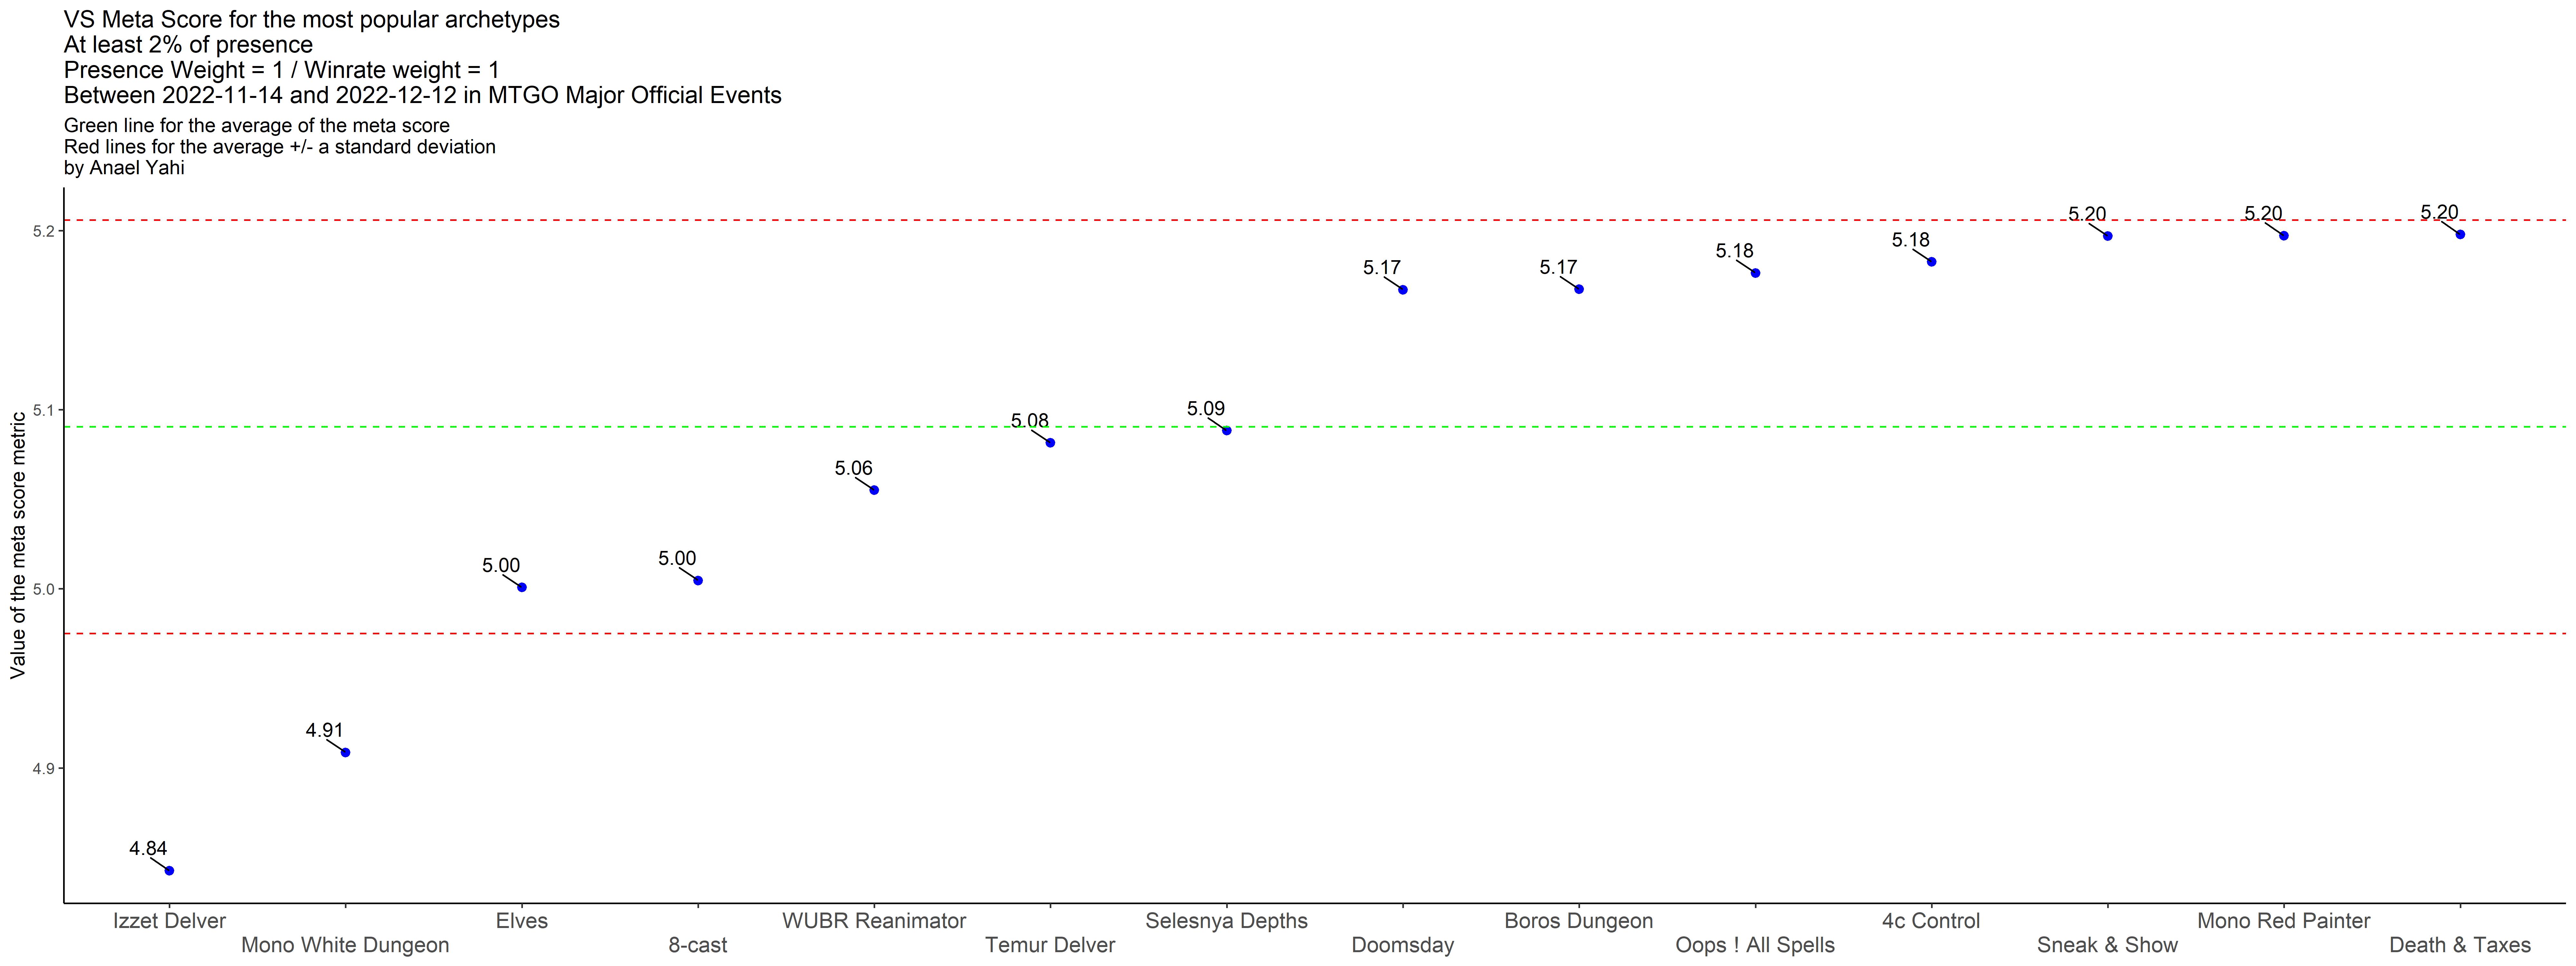 VS Meta Score for the most popular archetypes
At least 2% of presence
Presence Weight = 1 / Winrate weight = 1
Between 2022-11-14 and 2022-12-12 in MTGO Major Official Events
Green line for the average of the meta score
Red lines for the average +/- a standard deviation
by Anael Yahi
Value of the meta score metric
5.2
5.1
5.0
4.9
4.84
4.91
5.00
5.00
5.06
5.08
5.09
5.17
5.17
5.18
5.18
5.20
5.20
5.20
Izzet Delver
Mono White Dungeon
Elves
8-cast
WUBR Reanimator
Temur Delver
Selesnya Depths
Doomsday
Boros Dungeon
Oops ! All Spells
4c Control
Sneak & Show
Mono Red Painter
Death & Taxes